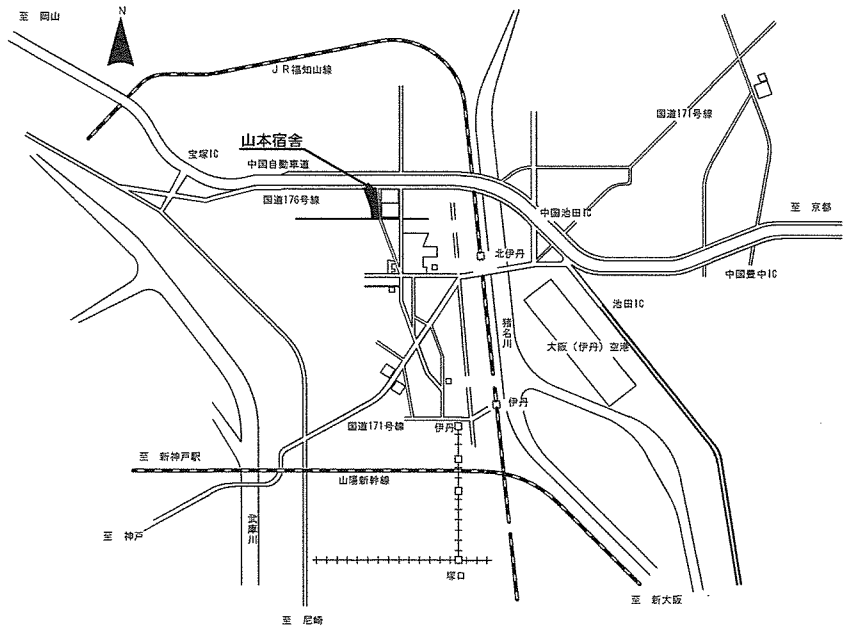 至 岡山
N
JR福知山線
国道171号線
山本宿舎
宝塚IC
中国自動車道
国道176号線
中国池田IC
至 京都
北伊丹
中国豊中IC
池田IC
猪名川
大阪(伊丹)空港
伊丹
国道171号線
伊丹
至 新神戸駅
山陽新幹線
武庫川
至 神戸
塚口
至 新大阪
至 尼崎